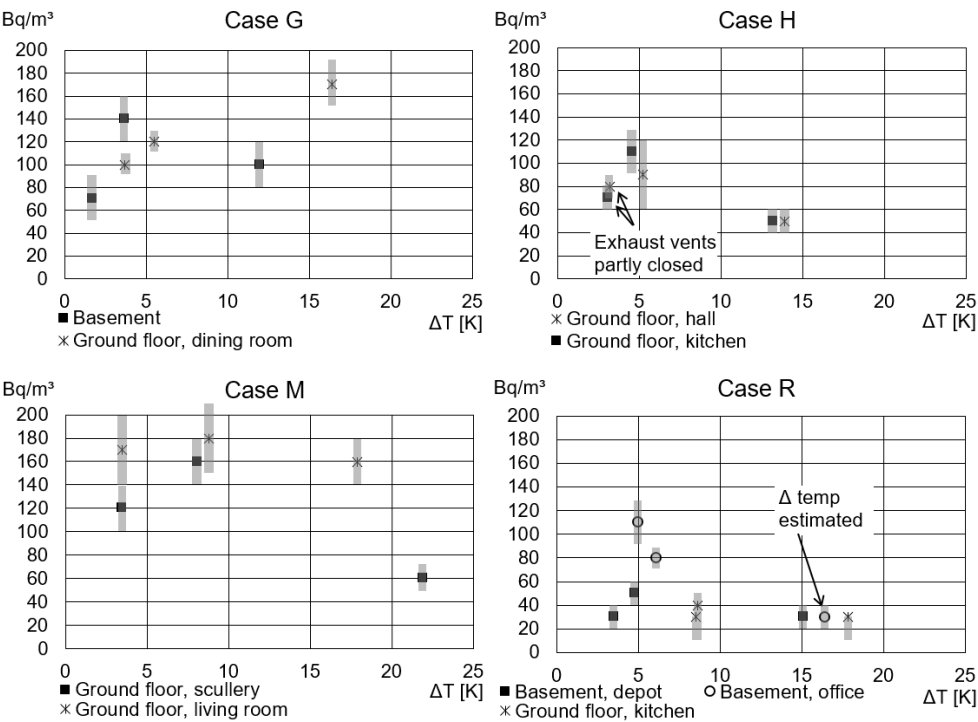 Case G
Bq/m³
200
180
160
140
120
100
80
60
40
20
0
0 5 10 15 20 25
ΔT [K]
Basement
Ground floor, dining room
Case H
Bq/m³
200
180
160
140
120
100
80
60
40
20
0
Exhaust vents
partly closed
0 5 10 15 20 25
ΔT [K]
Ground floor, hall
Ground floor, kitchen
Case M
Bq/m³
200
180
160
140
120
100
80
60
40
20
0
0 5 10 15 20 25
ΔT [K]
Ground floor, scullery
Ground floor, living room
Case R
Bq/m³
200
180
160
140
120
100
80
60
40
20
0
Δ temp
estimated
0 5 10 15 20 25
ΔT [K]
Basement, depot Basement, office
Ground floor, kitchen